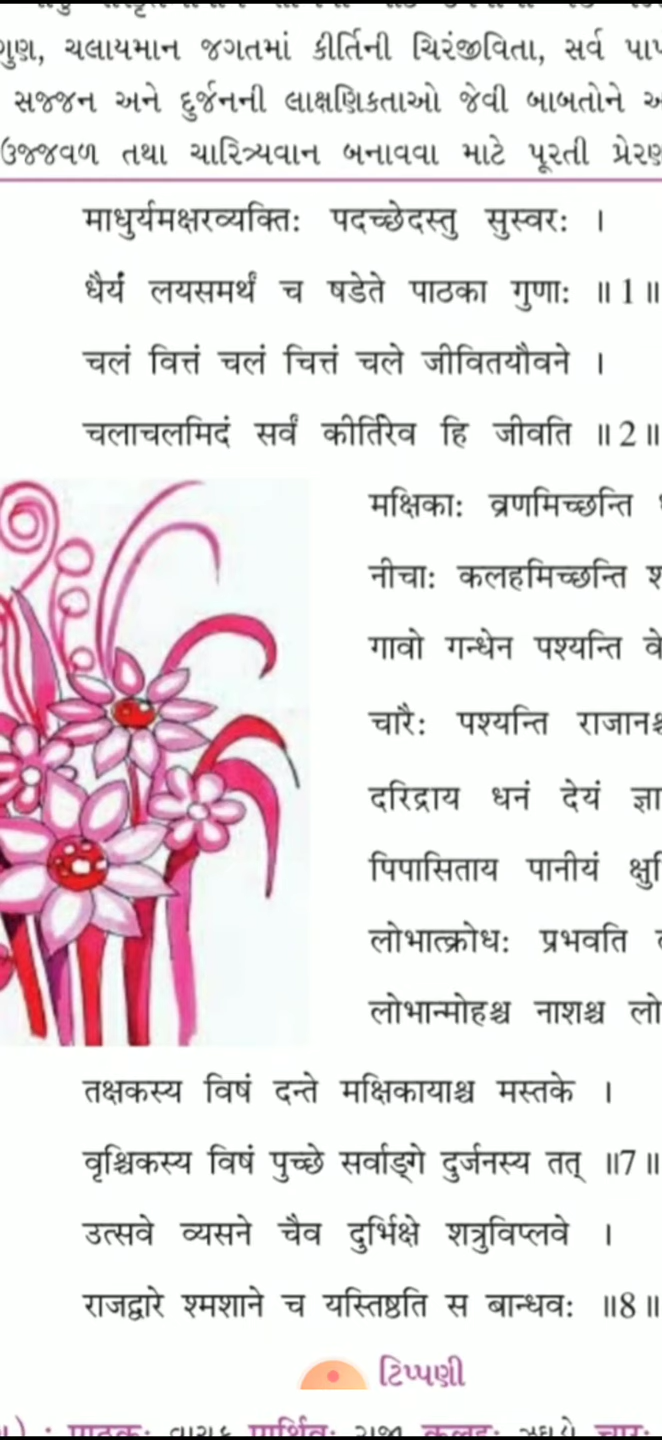 ગુણ, ચલાયમાન જગતમાં કીર્તિની ચિરંજીવિતા, સર્વ
સજ્જન અને દુર્જનની લાક્ષણિકતાઓ જેવી બાબતોને
ઉજ્જવળ તથા ચારિત્ર્યવાન બનાવવા માટે પૂરતી
माधुर्यमक्षरव्यक्तिः पदच्छेदस्तु सुस्वरः ।
धैर्यं लयसमर्थं च षडेते पाठका गुणाः ॥ 1 ॥
चलं वित्तं चलं चित्तं चले जीवितयौवने ।
चलाचलमिदं सर्वं कीर्तिरेव हि जीवति ॥ 2 ॥
मक्षिकाः व्रणमिच्छन्ति
नीचाः कलहमिच्छन्ति
गावो गन्धेन पश्यन्ति
चारैः पश्यन्ति
दरिद्राय धनं देयं
पिपासिताय पानीयं
लोभात्क्रोधः प्रभवति
लोभान्मोहश्च नाशश्च
तक्षकस्य विषं दन्ते मक्षिकायाश्च मस्तके ।
वृश्चिकस्य विषं पुच्छे सर्वाङ्गे दुर्जनस्य तत् ॥7॥
उत्सवे व्यसने चैव दुर्भिक्षे शत्रुविप्लवे ।
राजद्वारे श्मशाने च यस्तिष्ठति स बान्धवः ॥8॥
ટિપ્પણી